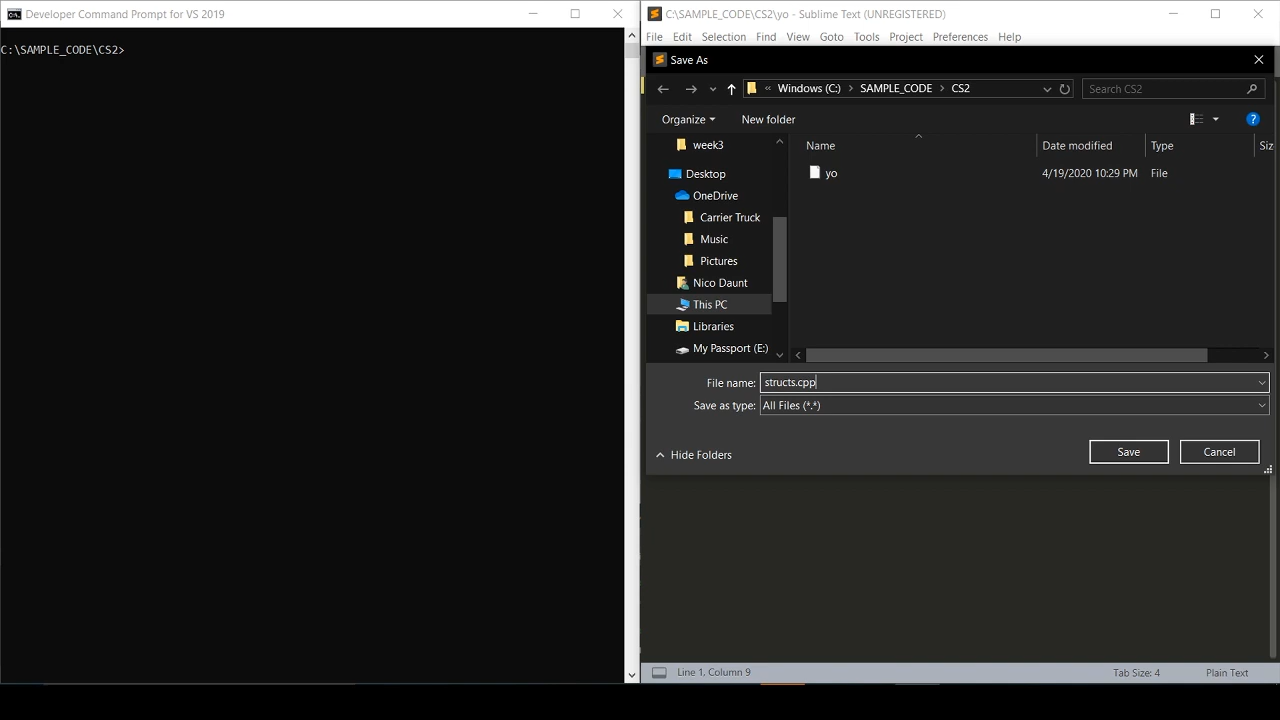 Developer Command Prompt for VS 2019
C:\SAMPLE_CODE\CS2>
C:\SAMPLE_CODE\CS2\yo - Sublime Text (UNREGISTERED)
File Edit Selection Find View Goto Tools Project Preferences Help
Save As
« Windows (C:) > SAMPLE_CODE > CS2
Search CS2
Organize
New folder
Name
Date modified
Type
Siz
week3
Desktop
OneDrive
Carrier Truck
Music
Pictures
Nico Daunt
This PC
Libraries
My Passport (E:)
yo
4/19/2020 10:29 PM
File
File name: structs.cpp
Save as type: All Files (*.*)
Hide Folders
Save
Cancel
Line 1, Column 9
Tab Size: 4
Plain Text